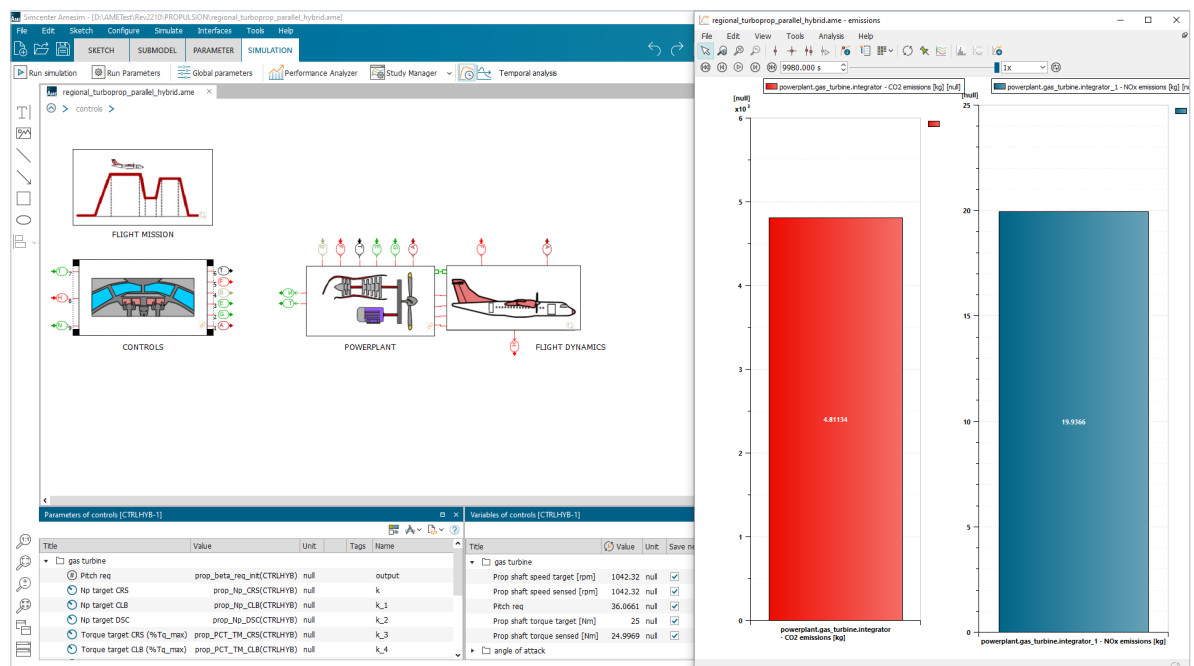 Simcenter Amesim - [D:\AMETest\Rev2210\PROPULSION\regional_turboprop_parallel_hybrid.ame]
File Edit Sketch Configure Simulate Interfaces Tools Help
SKETCH SUBMODEL PARAMETER SIMULATION
Run simulation Run Parameters Global parameters Performance Analyzer Study Manager Temporal analysis
regional_turboprop_parallel_hybrid.ame
controls
FLIGHT MISSION
CONTROLS
POWERPLANT
FLIGHT DYNAMICS
Parameters of controls [CTRLHYB-1]
Title Value Unit Tags Name
gas turbine
Pitch req prop_beta_req_init(CTRLHYB) null output
Np target CRS prop_Np_CRS(CTRLHYB) null k
Np target CLB prop_Np_CLB(CTRLHYB) null k_1
Np target DSC prop_Np_DSC(CTRLHYB) null k_2
Torque target CRS (%Tq_max) prop_PCT_TM_CRS(CTRLHYB) null k_3
Torque target CLB (%Tq_max) prop_PCT_TM_CLB(CTRLHYB) null k_4
Variables of controls [CTRLHYB-1]
Title Value Unit Save ne
gas turbine
Prop shaft speed target [rpm] 1042.32 null
Prop shaft speed sensed [rpm] 1042.32 null
Pitch req 36.0661 null
Prop shaft torque target [Nm] 25 null
Prop shaft torque sensed [Nm] 24.9969 null
angle of attack
regional_turboprop_parallel_hybrid.ame - emissions
File Edit View Tools Analysis Help
9980.000 s 1x
powerplant.gas_turbine.integrator - CO2 emissions [kg] [null]
[null]
x10³
6
5
4
3
2
1
0
4.81134
powerplant.gas_turbine.integrator
- CO2 emissions [kg]
powerplant.gas_turbine.integrator_1 - NOx emissions [kg] [n
[null]
25
20
15
10
5
0
19.9366
powerplant.gas_turbine.integrator_1 - NOx emissions [kg]